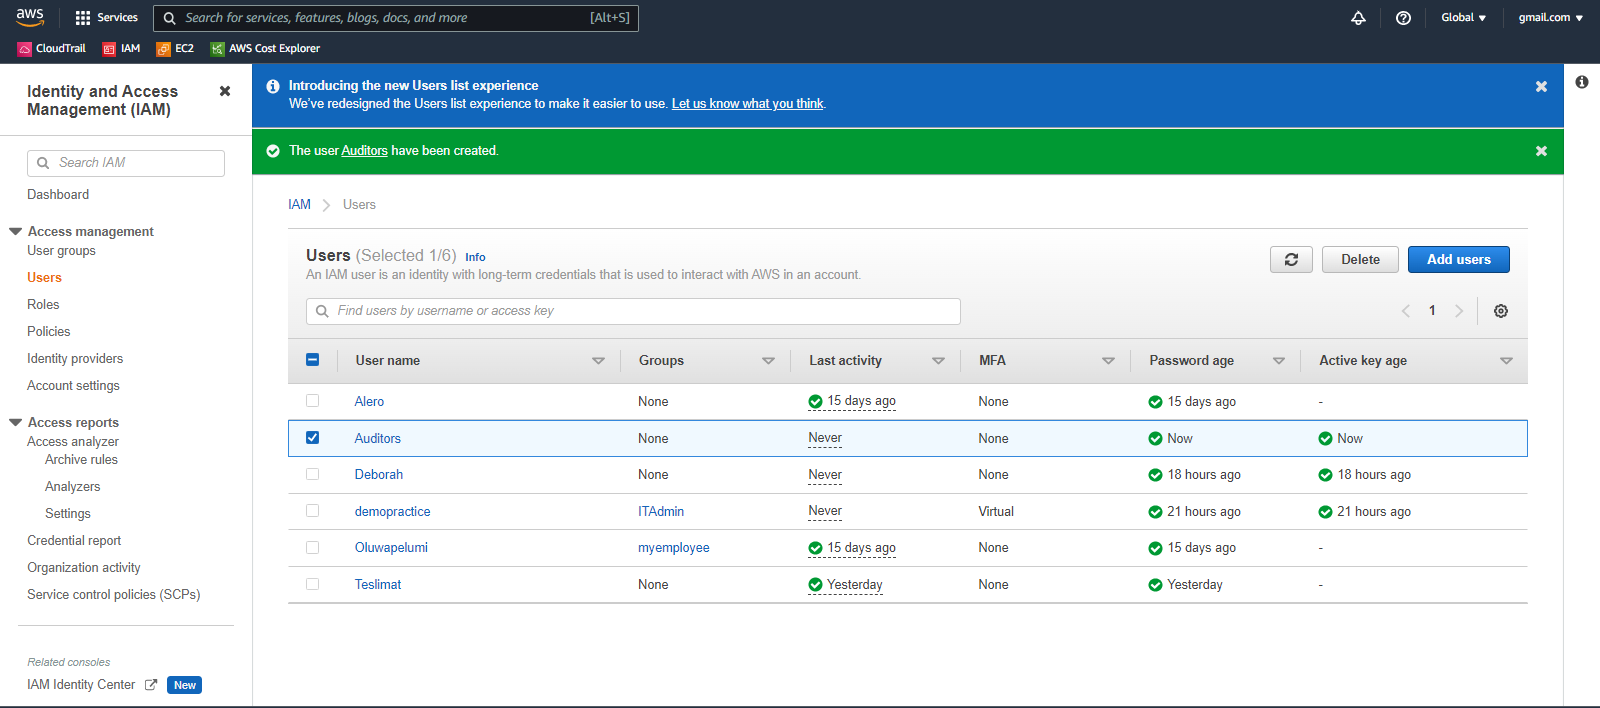 aws Services Search for services, features, blogs, docs, and more [Alt+S] Global gmail.com
CloudTrail IAM EC2 AWS Cost Explorer
Identity and Access
Management (IAM)
Search IAM
Dashboard
Access management
User groups
Users
Roles
Policies
Identity providers
Account settings
Access reports
Access analyzer
Archive rules
Analyzers
Settings
Credential report
Organization activity
Service control policies (SCPs)
Related consoles
IAM Identity Center New
Introducing the new Users list experience
We've redesigned the Users list experience to make it easier to use. Let us know what you think.
The user Auditors have been created.
IAM Users
Users (Selected 1/6) Info
An IAM user is an identity with long-term credentials that is used to interact with AWS in an account.
Delete Add users
Find users by username or access key
1
User name Groups Last activity MFA Password age Active key age
Alero None 15 days ago None 15 days ago -
Auditors None Never None Now Now
Deborah None Never None 18 hours ago 18 hours ago
demopractice ITAdmin Never Virtual 21 hours ago 21 hours ago
Oluwapelumi myemployee 15 days ago None 15 days ago -
Teslimat None Yesterday None Yesterday -